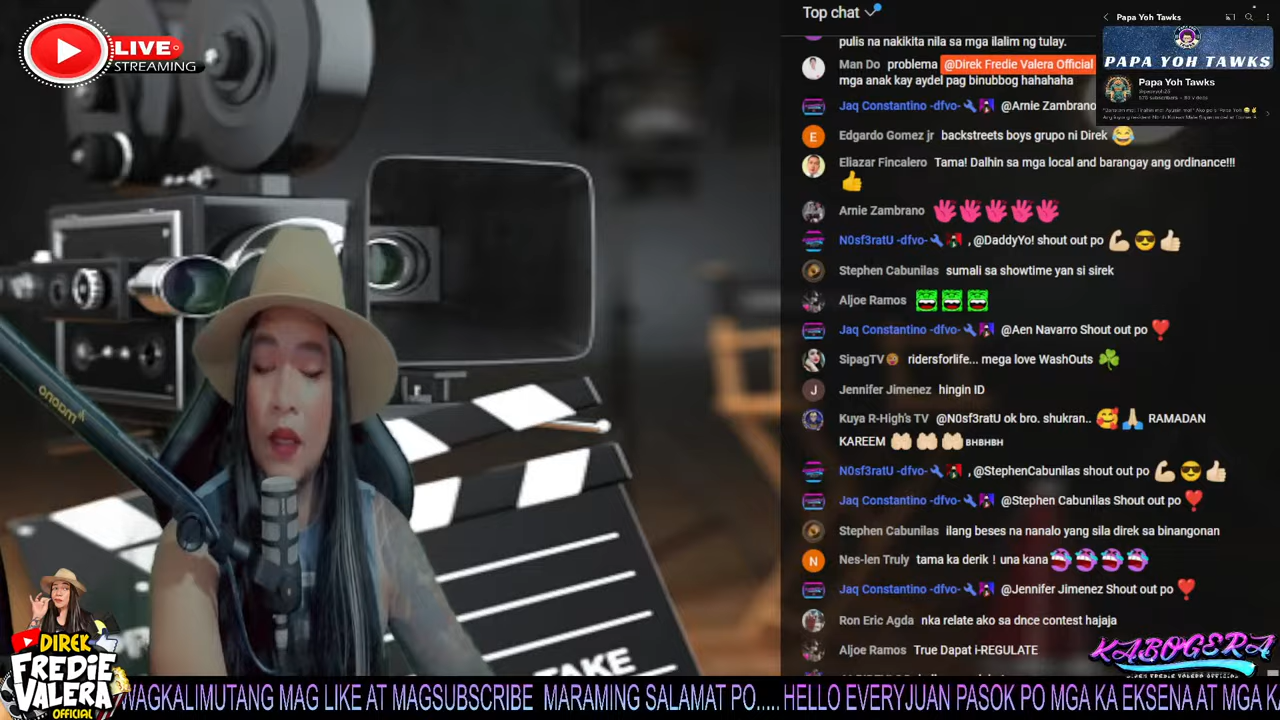 LIVE
STREAMING
Top chat
Papa Yoh Tawks
PAPA YOH TAWKS
Papa Yoh Tawks
pulis na nakikita nila sa mga ilalim ng tulay.
Man Do problema @Direk Fredie Valera Official
mga anak kay aydel pag binubbog hahahaha
Jaq Constantino -dfvo- @Arnie Zambrano
Edgardo Gomez jr backstreets boys grupo ni Direk 😂
Eliazar Fincalero Tama! Dalhin sa mga local and barangay ang ordinance!!!
👍
Arnie Zambrano
N0sf3ratU -dfvo- , @DaddyYo! shout out po 💪🏻😎👍🏻
Stephen Cabunilas sumali sa showtime yan si sirek
Aljoe Ramos
Jaq Constantino -dfvo- @Aen Navarro Shout out po ❣️
SipagTV ridersforlife... mega love WashOuts ☘️
Jennifer Jimenez hingin ID
Kuya R-High's TV @N0sf3ratU ok bro. shukran.. 🥰🙏🏻 RAMADAN
KAREEM 🤲🏻🤲🏻🤲🏻ʙʜʙʜʙʜ
N0sf3ratU -dfvo- , @StephenCabunilas shout out po 💪🏻😎👍🏻
Jaq Constantino -dfvo- @Stephen Cabunilas Shout out po ❣️
Stephen Cabunilas ilang beses na nanalo yang sila direk sa binangonan
Nes-len Truly tama ka derik ! una kana
Jaq Constantino -dfvo- @Jennifer Jimenez Shout out po ❣️
Ron Eric Agda nka relate ako sa dnce contest hajaja
Aljoe Ramos True Dapat i-REGULATE
maono
TAKE
KABOGERA
DIREK FREDIE VALERA OFFICIAL
DIREK
FREDIE
VALERA
OFFICIAL
WAGKALIMUTANG MAG LIKE AT MAGSUBSCRIBE MARAMING SALAMAT PO.....HELLO EVERYJUAN PASOK PO MGA KA EKSENA AT MGA K